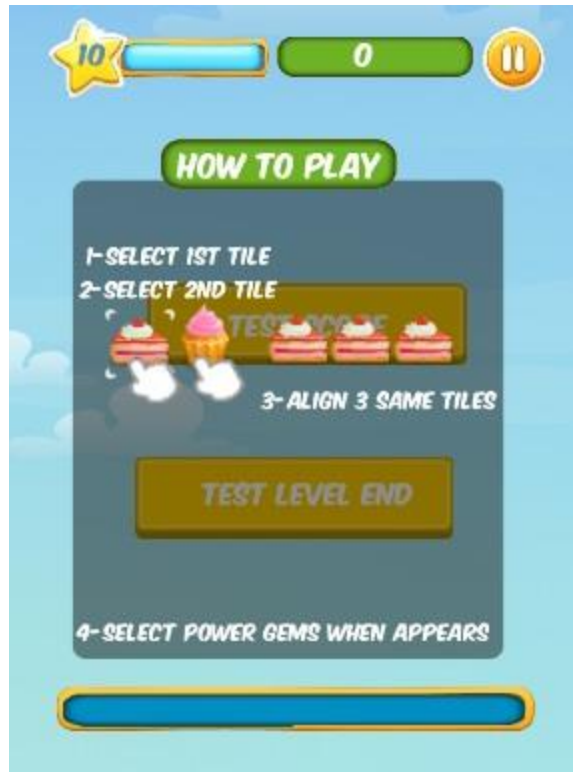 10
0
HOW TO PLAY
1-SELECT 1ST TILE
2-SELECT 2ND TILE
TEST SCORE
3-ALIGN 3 SAME TILES
TEST LEVEL END
4-SELECT POWER GEMS WHEN APPEARS